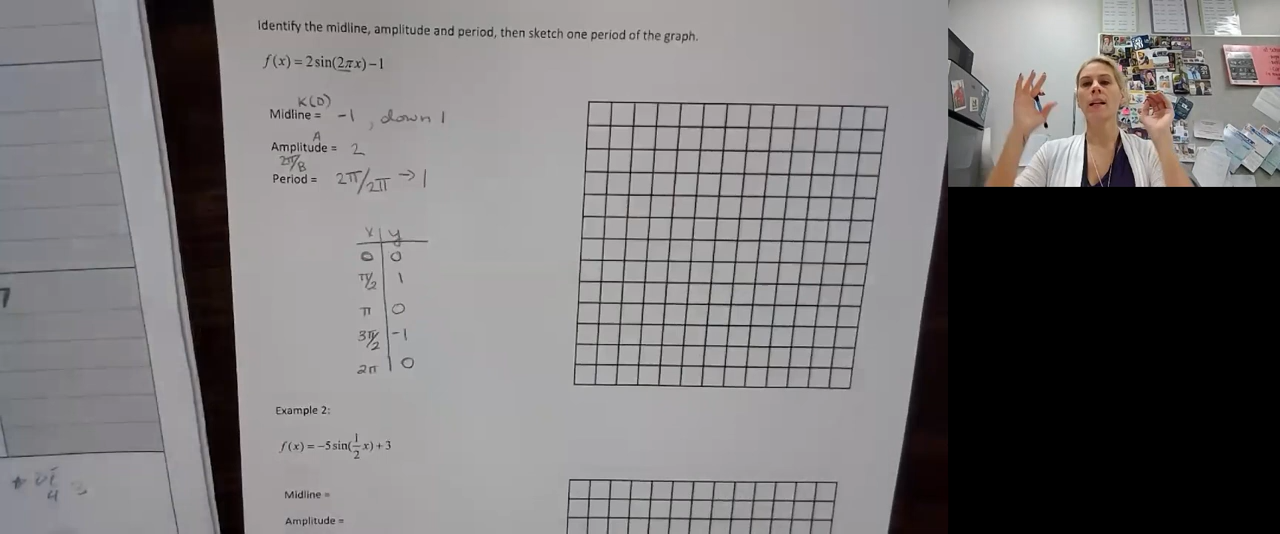 Identify the midline, amplitude and period, then sketch one period of the graph.
f(x) = 2sin(2πx) − 1
K(D)
Midline = -1, down 1
A
Amplitude = 2
2π/B
Period = 2π/2π → 1
x | y
0 | 0
π/2 | 1
π | 0
3π/2 | -1
2π | 0
Example 2:
f(x) = −5sin(1/2 x) + 3
Midline =
Amplitude =